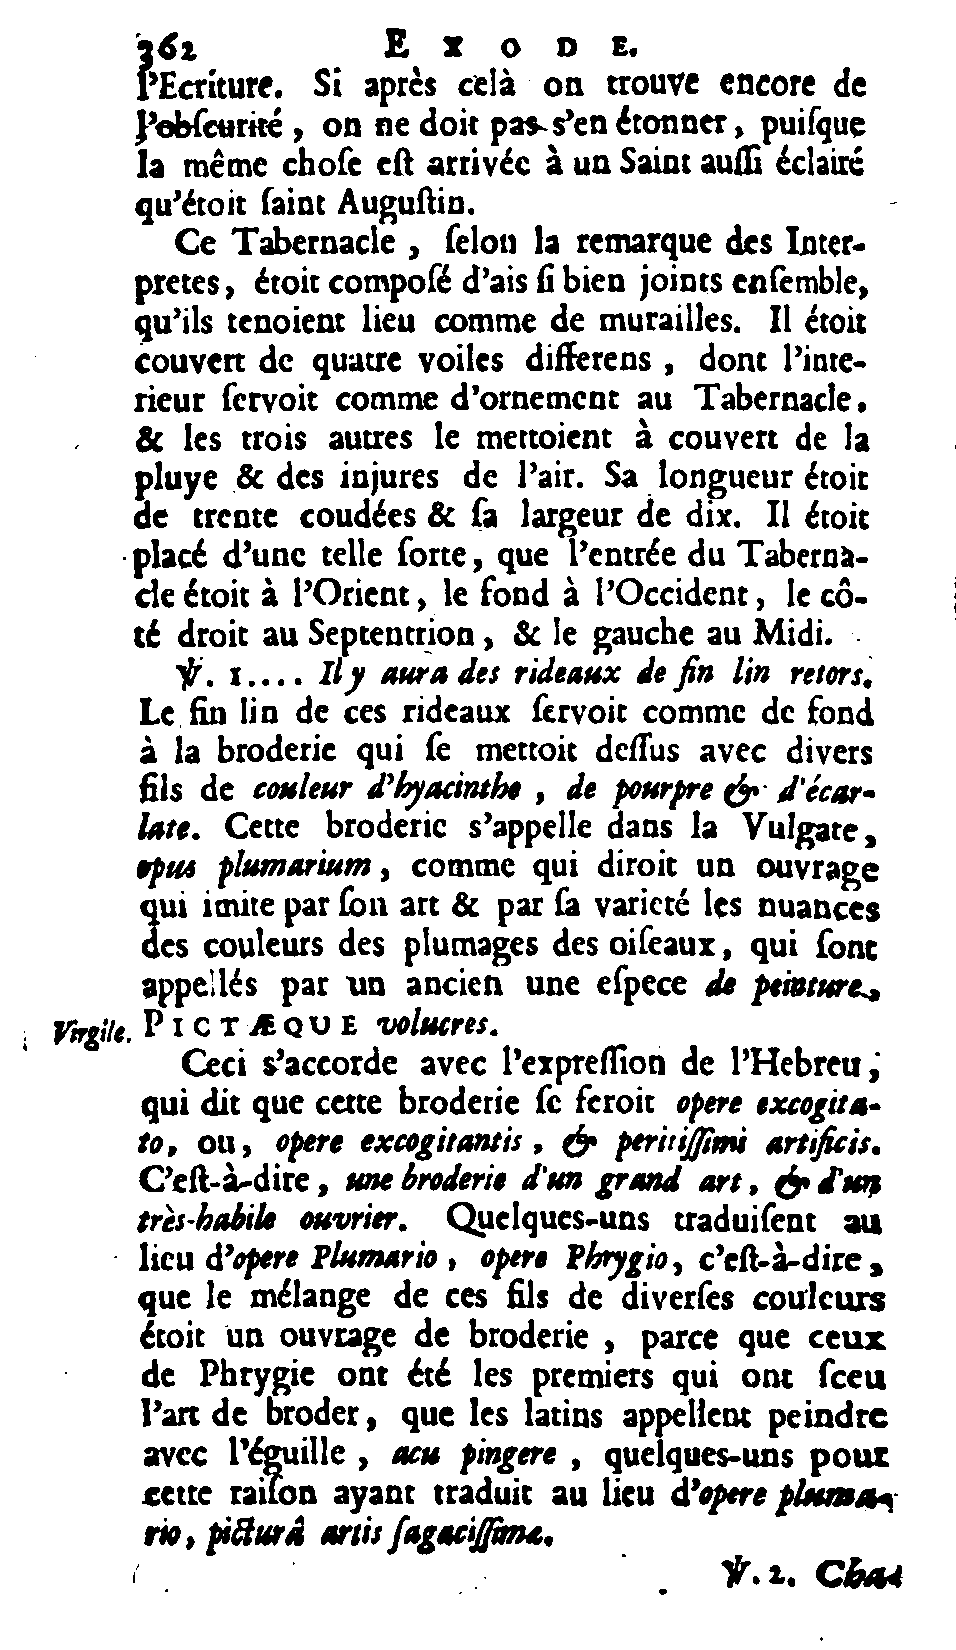 362 EXODE.
l'Ecriture. Si après celà on trouve encore de
l'obſcurité, on ne doit pas s'en étonner, puiſque
la même choſe eſt arrivée à un Saint auſſi éclairé
qu'étoit ſaint Auguſtin.
Ce Tabernacle, ſelon la remarque des Inter-
pretes, étoit compoſé d'ais ſi bien joints enſemble,
qu'ils tenoient lieu comme de murailles. Il étoit
couvert de quatre voiles differens, dont l'inte-
rieur ſervoit comme d'ornement au Tabernacle.
& les trois autres le mettoient à couvert de la
pluye & des injures de l'air. Sa longueur étoit
de trente coudées & ſa largeur de dix. Il étoit
placé d'une telle ſorte, que l'entrée du Taberna-
cle étoit à l'Orient, le fond à l'Occident, le cô-
té droit au Septentrion, & le gauche au Midi.
℣. 1.... Il y aura des rideaux de fin lin retors.
Le fin lin de ces rideaux ſervoit comme de fond
à la broderie qui ſe mettoit deſſus avec divers
fils de couleur d'hyacinthe, de pourpre & d'écar-
late. Cette broderie s'appelle dans la Vulgate,
opus plumarium, comme qui diroit un ouvrage
qui imite par ſon art & par ſa varieté les nuances
des couleurs des plumages des oiſeaux, qui ſont
appellés par un ancien une eſpece de peinture,
Virgile. PICTÆQUE volucres.
Ceci s'accorde avec l'expreſſion de l'Hebreu;
qui dit que cette broderie ſe feroit opere excogita-
to, ou, opere excogitantis, & peritiſſimi artificis.
C'eſt-à-dire, une broderie d'un grand art, & d'un
très-habile ouvrier. Quelques-uns traduiſent au
lieu d'opere Plumario, opere Phrygio, c'eſt-à-dire,
que le mélange de ces fils de diverſes couleurs
étoit un ouvrage de broderie, parce que ceux
de Phrygie ont été les premiers qui ont ſceu
l'art de broder, que les latins appellent peindre
avec l'éguille, acu pingere, quelques-uns pour
cette raiſon ayant traduit au lieu d'opere pluma-
rio, picturâ artis ſagaciſſimæ.
℣. 2. Cha-